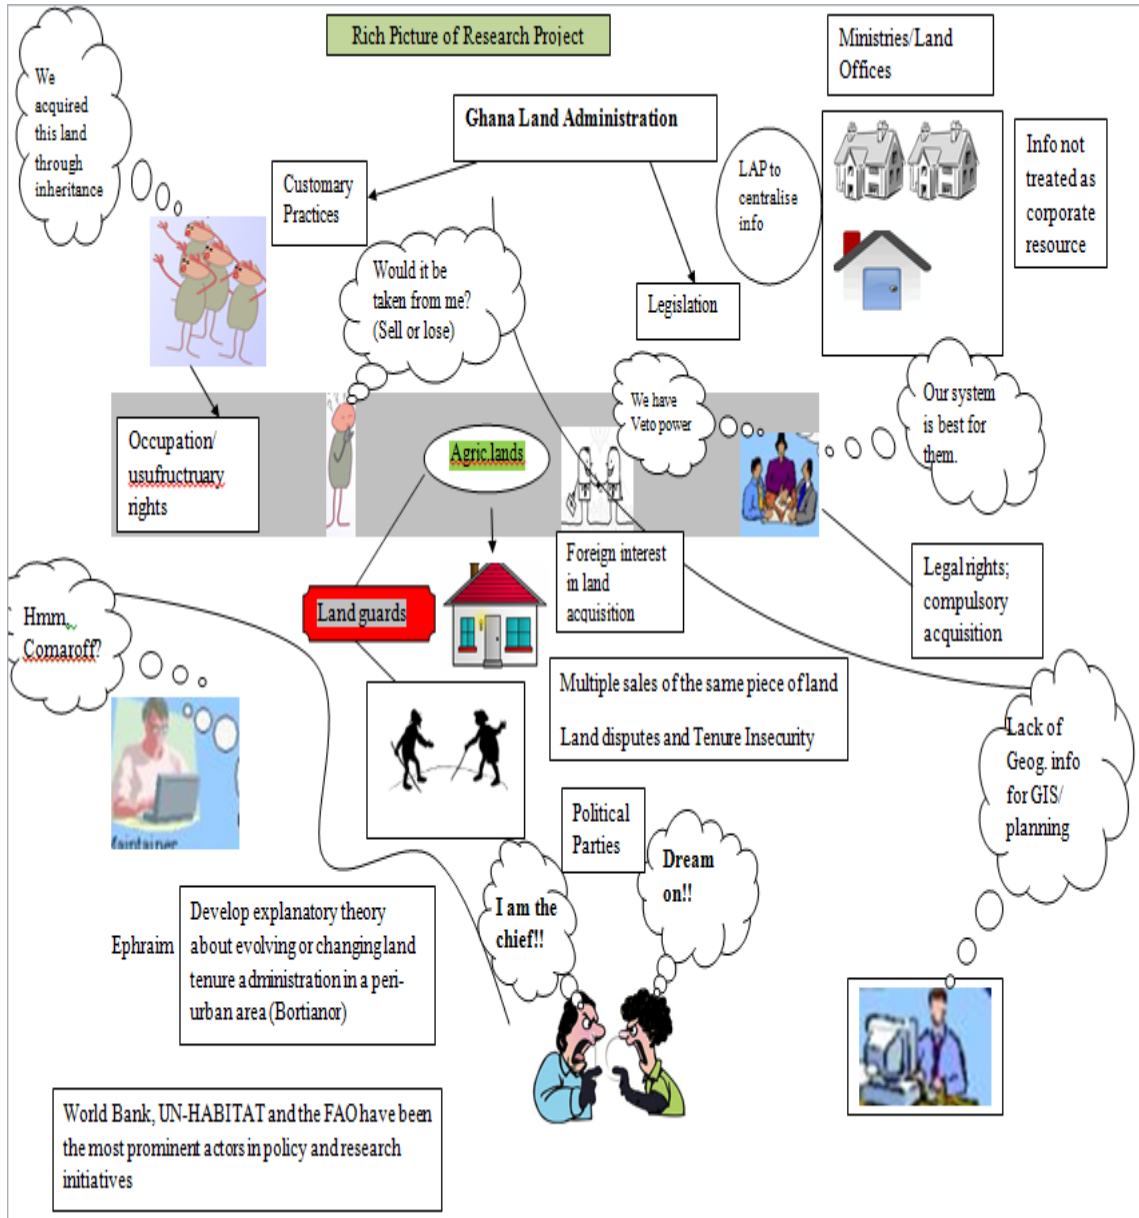 Rich Picture of Research Project
Ministries/Land
Offices
We
acquired
this land
through
inheritance
Ghana Land Administration
Customary
Practices
LAP to
centralise
info
Info not
treated as
corporate
resource
Would it be
taken from me?
(Sell or lose)
Legislation
We have
Veto power
Our system
is best for
them.
Occupation/
usufructruary
rights
Agric.lands
Foreign interest
in land
acquisition
Legal rights;
compulsory
acquisition
Hmm,
Comaroff?
Land guards
Multiple sales of the same piece of land
Land disputes and Tenure Insecurity
Lack of
Geog. info
for GIS/
planning
Maintainer
Political
Parties
Dream
on!!
I am the
chief!!
Ephraim
Develop explanatory theory
about evolving or changing land
tenure administration in a peri-
urban area (Bortianor)
World Bank, UN-HABITAT and the FAO have been
the most prominent actors in policy and research
initiatives